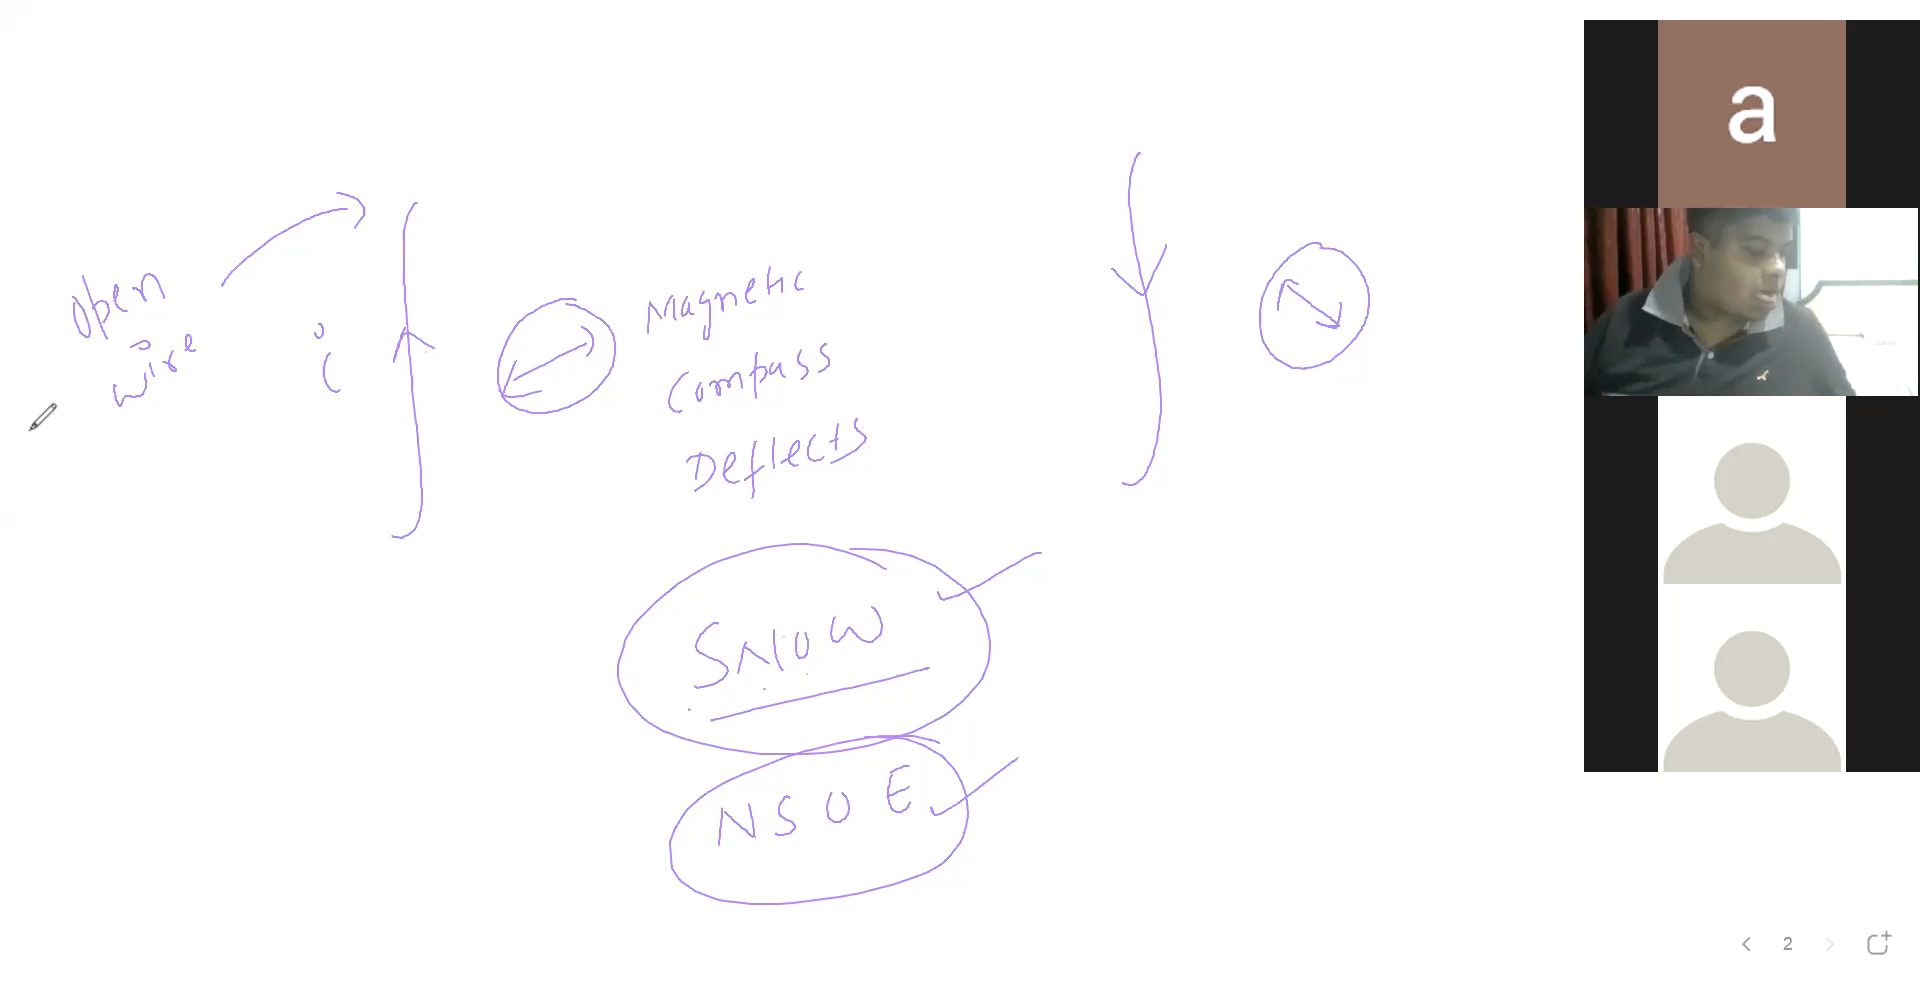 a
Open
wire
i
Magnetic
Compass
Deflects
SNOW
NSOE
2